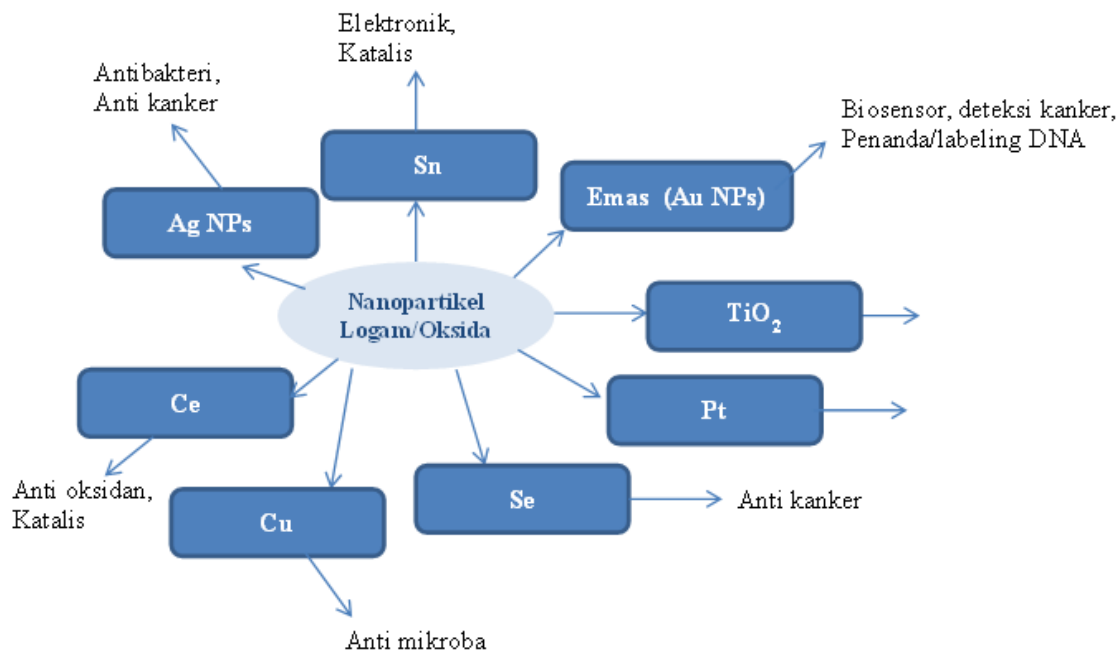 Elektronik,
Katalis
Antibakteri,
Anti kanker
Biosensor, deteksi kanker,
Penanda/labeling DNA
Sn
Emas (Au NPs)
Ag NPs
Nanopartikel
Logam/Oksida
TiO₂
Ce
Pt
Anti oksidan,
Katalis
Se
Anti kanker
Cu
Anti mikroba